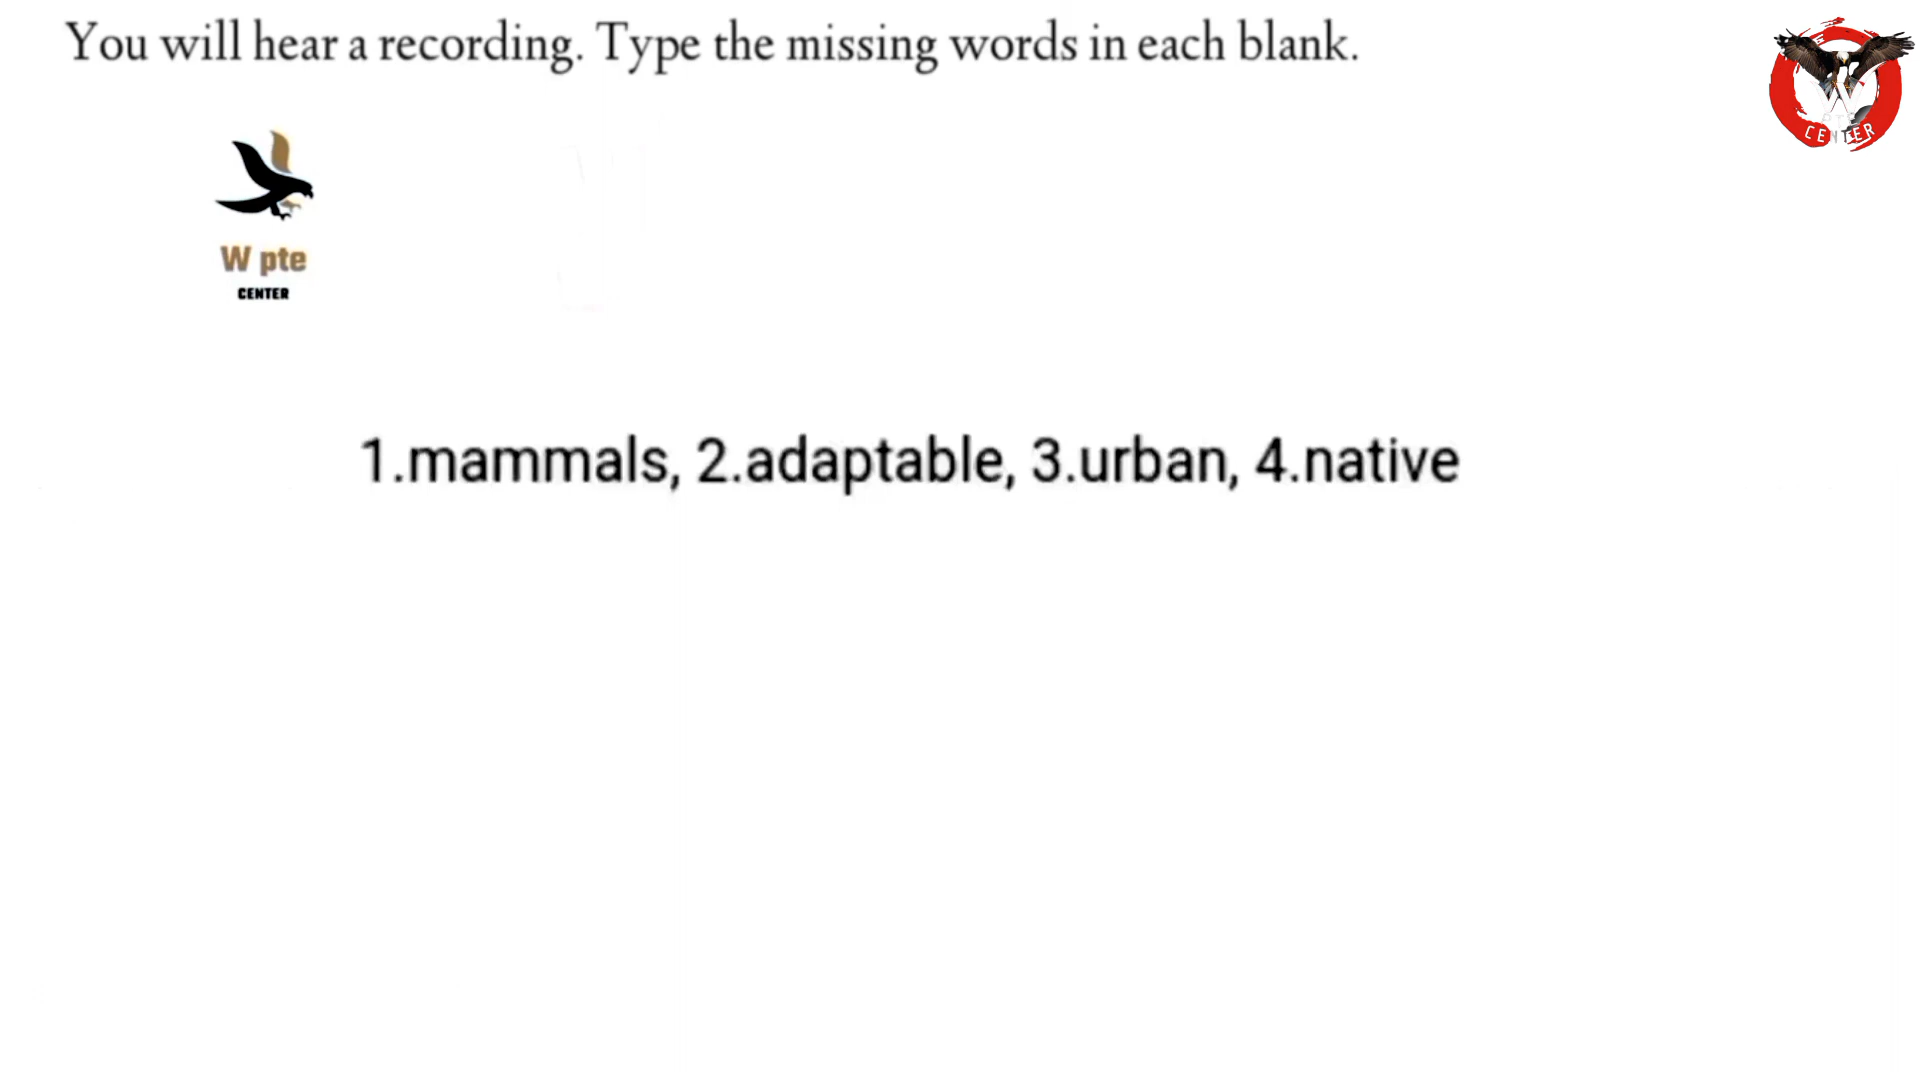 You will hear a recording. Type the missing words in each blank.
W pte
CENTER
CENTER
1.mammals, 2.adaptable, 3.urban, 4.native